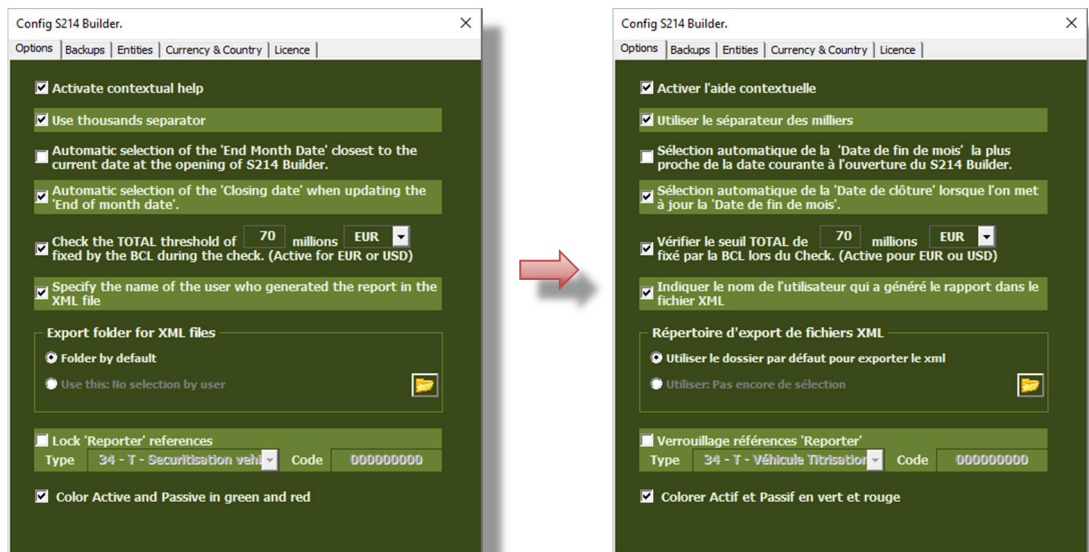 Config S214 Builder.
Options
Backups
Entities
Currency & Country
Licence
Activate contextual help
Use thousands separator
Automatic selection of the 'End Month Date' closest to the
current date at the opening of S214 Builder.
Automatic selection of the 'Closing date' when updating the
'End of month date'.
Check the TOTAL threshold of 70 millions EUR
fixed by the BCL during the check. (Active for EUR or USD)
Specify the name of the user who generated the report in the
XML file
Export folder for XML files
Folder by default
Use this: No selection by user
Lock 'Reporter' references
Type 34 - T - Securitisation vehi Code 000000000
Color Active and Passive in green and red
Config S214 Builder.
Options
Backups
Entities
Currency & Country
Licence
Activer l'aide contextuelle
Utiliser le séparateur des milliers
Sélection automatique de la 'Date de fin de mois' la plus
proche de la date courante à l'ouverture du S214 Builder.
Sélection automatique de la 'Date de clôture' lorsque l'on met
à jour la 'Date de fin de mois'.
Vérifier le seuil TOTAL de 70 millions EUR
fixé par la BCL lors du Check. (Active pour EUR ou USD)
Indiquer le nom de l'utilisateur qui a généré le rapport dans le
fichier XML
Répertoire d'export de fichiers XML
Utiliser le dossier par défaut pour exporter le xml
Utiliser: Pas encore de sélection
Verrouillage références 'Reporter'
Type 34 - T - Véhicule Titrisation Code 000000000
Colorer Actif et Passif en vert et rouge